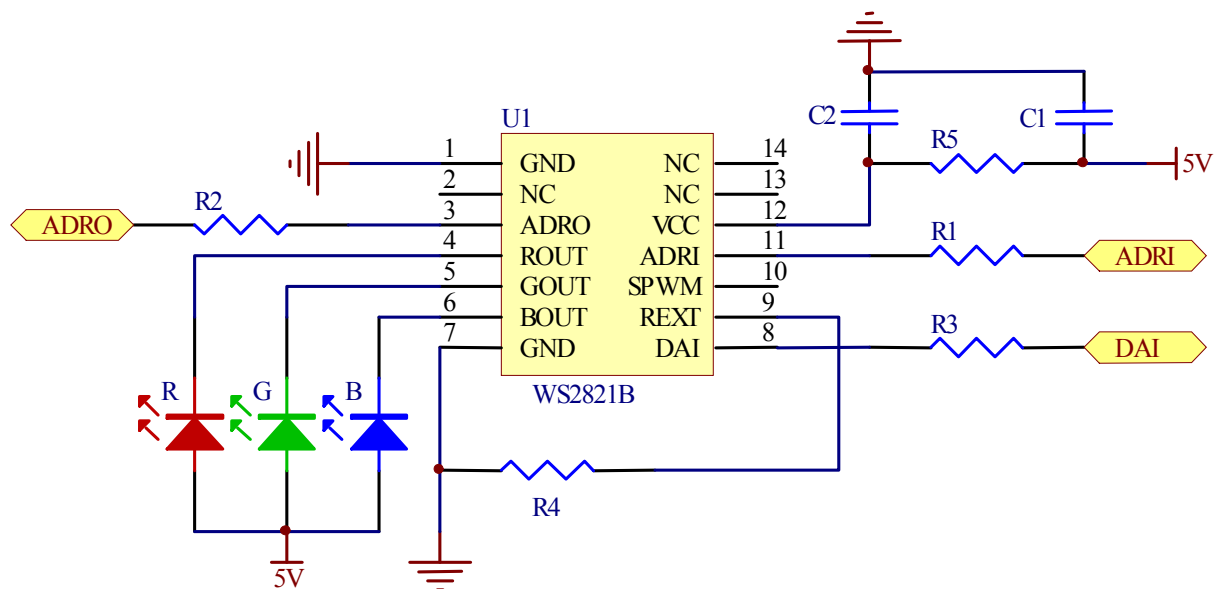 U1
C2
C1
R5
5V
1 GND NC 14
2 NC NC 13
ADRO R2 3 ADRO VCC 12
4 ROUT ADRI 11 R1 ADRI
5 GOUT SPWM 10
6 BOUT REXT 9
7 GND DAI 8 R3 DAI
WS2821B
R G B
R4
5V